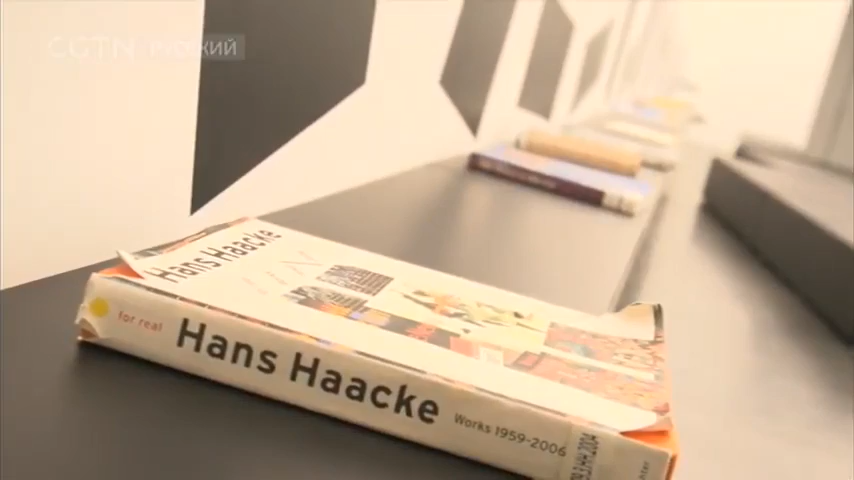 CGTN Русский
Hans Haacke
for real
Hans Haacke
Works 1959-2006